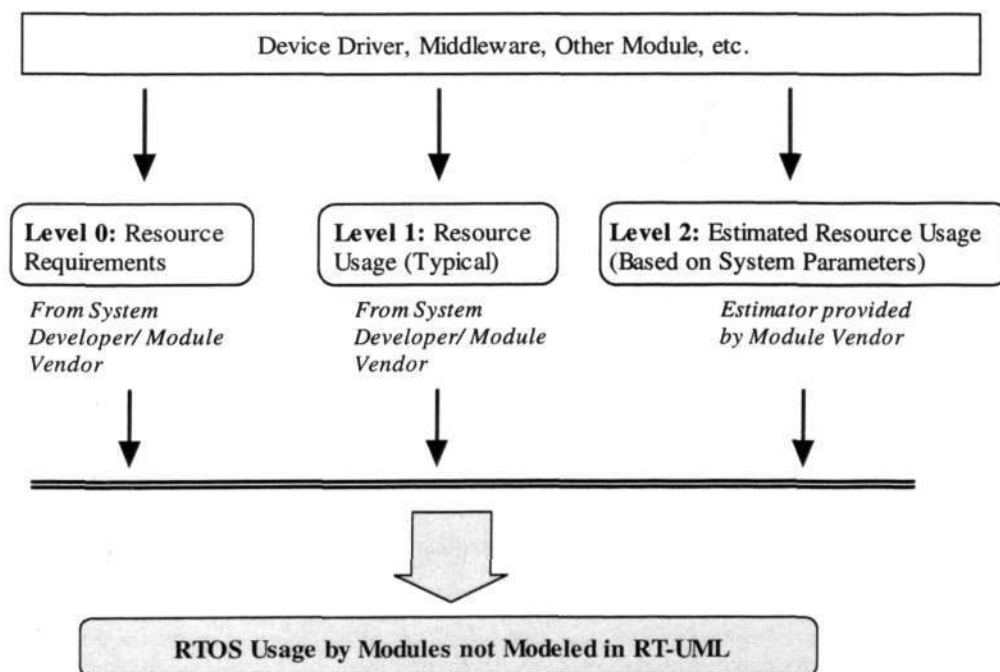 Device Driver, Middleware, Other Module, etc.
Level 0: Resource
Requirements
From System
Developer/ Module
Vendor
Level 1: Resource
Usage (Typical)
From System
Developer/ Module
Vendor
Level 2: Estimated Resource Usage
(Based on System Parameters)
Estimator provided
by Module Vendor
RTOS Usage by Modules not Modeled in RT-UML